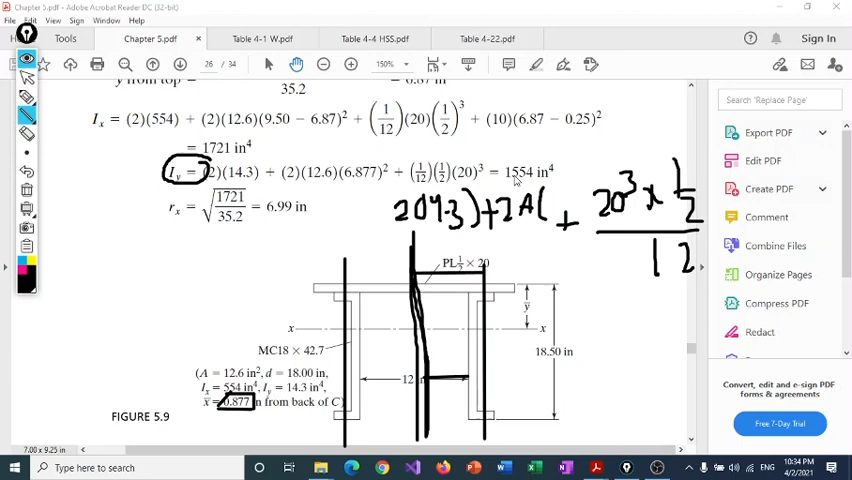 Chapter 5.pdf - Adobe Acrobat Reader DC (32-bit)
File Edit View Sign Window Help
Tools
Chapter 5.pdf
Table 4-1 W.pdf
Table 4-4 HSS.pdf
Table 4-22.pdf
Sign In
26 / 34
150%
35.2
Ix = (2)(554) + (2)(12.6)(9.50 − 6.87)² + (1/12)(20)(1/2)³ + (10)(6.87 − 0.25)²
= 1721 in⁴
Iy = (2)(14.3) + (2)(12.6)(6.877)² + (1/12)(1/2)(20)³ = 1554 in⁴
rx = √(1721/35.2) = 6.99 in
2(14.3)+2A( + 20³ x 1/2
12
PL½ × 20
y̅
x
x
MC18 × 42.7
18.50 in
(A = 12.6 in², d = 18.00 in,
Ix = 554 in⁴, Iy = 14.3 in⁴,
x̅ = 0.877 in from back of C)
12
FIGURE 5.9
7.00 x 9.25 in
Search 'Replace Page'
Export PDF
Edit PDF
Create PDF
Comment
Combine Files
Organize Pages
Compress PDF
Redact
Convert, edit and e-sign PDF
forms & agreements
Free 7-Day Trial
Type here to search
ENG
10:34 PM
4/2/2021